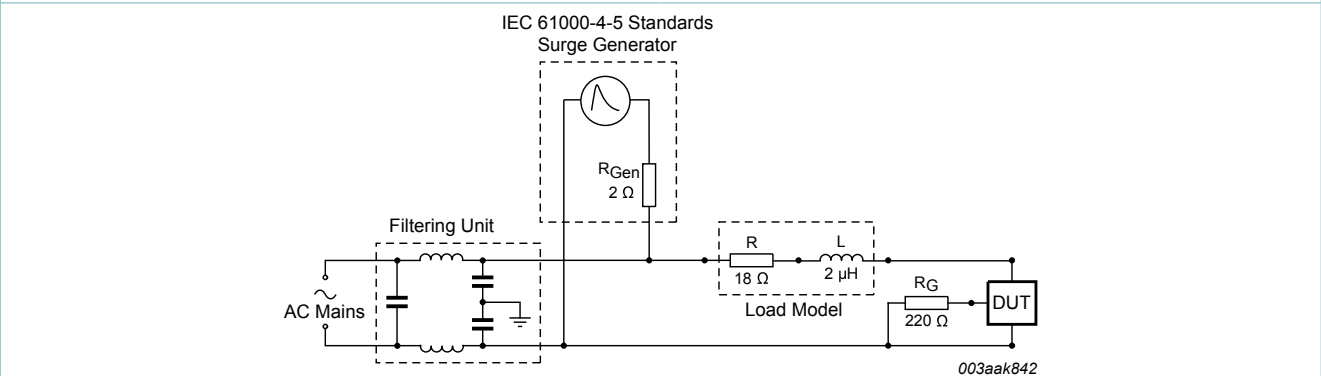 IEC 61000-4-5 Standards
Surge Generator
RGen
2 Ω
Filtering Unit
AC Mains
R
18 Ω
L
2 μH
Load Model
RG
220 Ω
DUT
003aak842